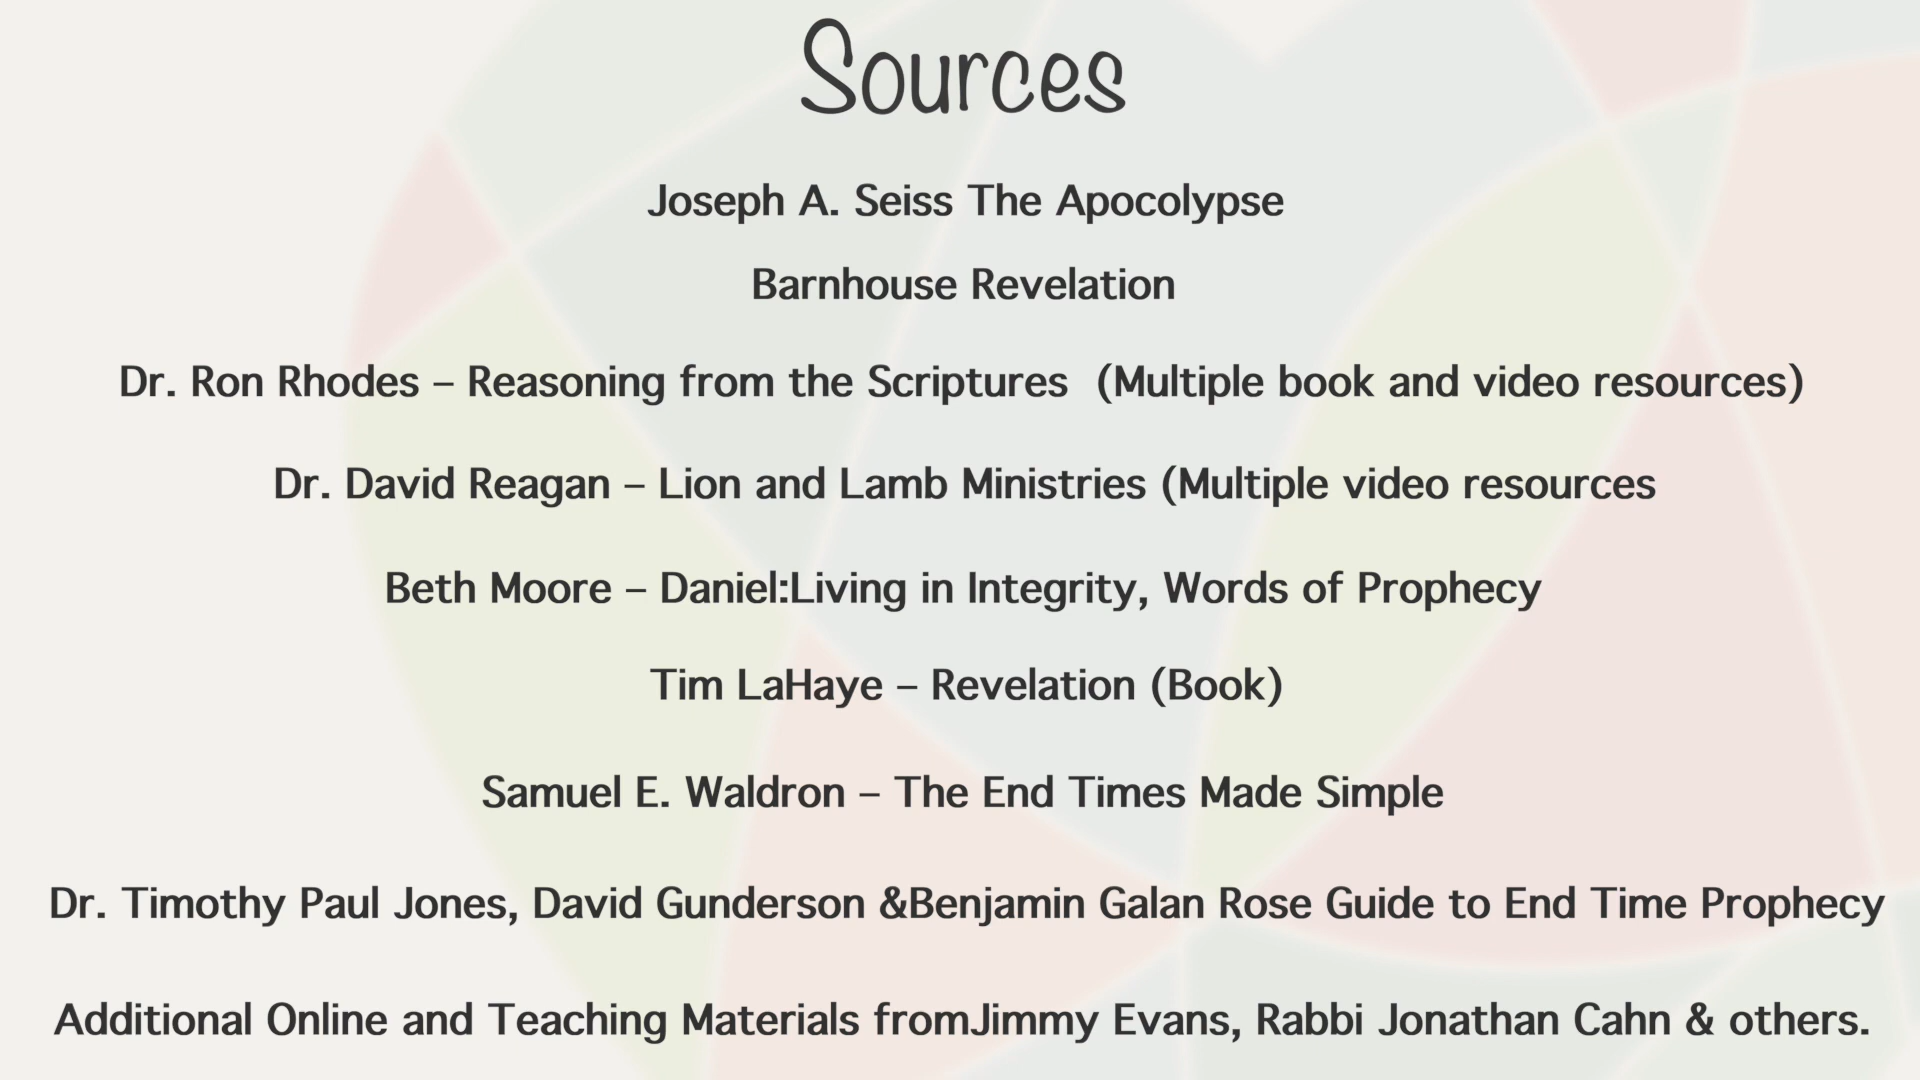 Sources
Joseph A. Seiss The Apocolypse
Barnhouse Revelation
Dr. Ron Rhodes – Reasoning from the Scriptures  (Multiple book and video resources)
Dr. David Reagan – Lion and Lamb Ministries (Multiple video resources
Beth Moore – Daniel:Living in Integrity, Words of Prophecy
Tim LaHaye – Revelation (Book)
Samuel E. Waldron – The End Times Made Simple
Dr. Timothy Paul Jones, David Gunderson &Benjamin Galan Rose Guide to End Time Prophecy
Additional Online and Teaching Materials fromJimmy Evans, Rabbi Jonathan Cahn & others.